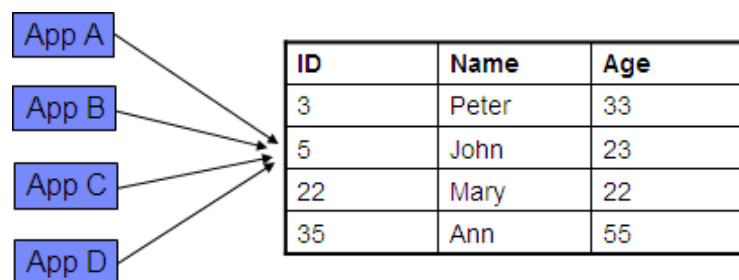 App A
App B
App C
App D
ID Name Age
3 Peter 33
5 John 23
22 Mary 22
35 Ann 55